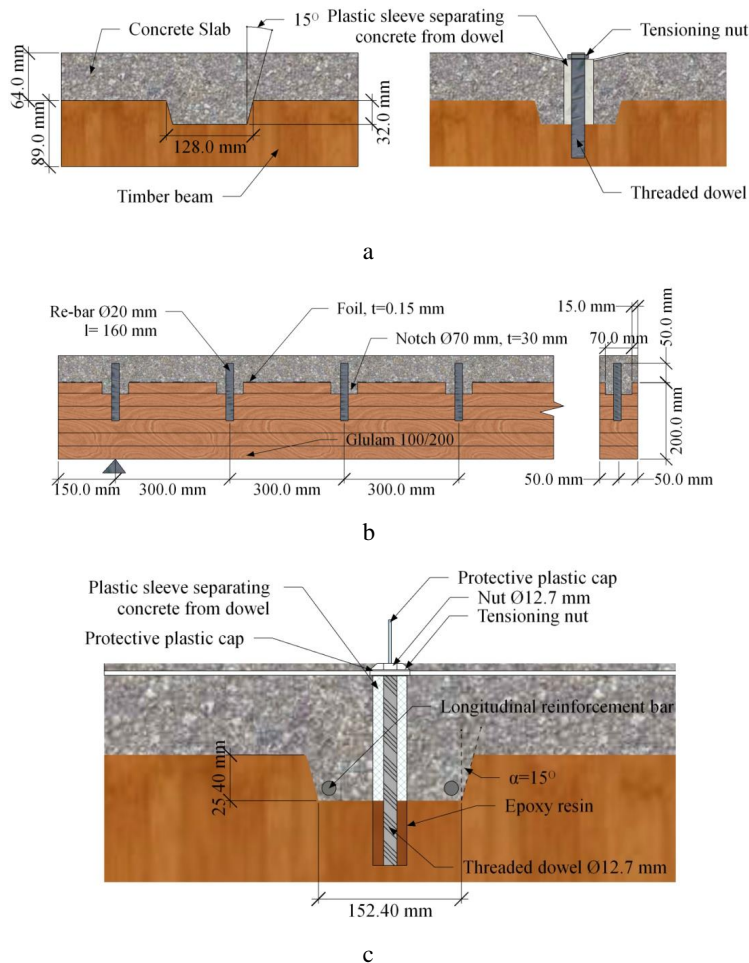 Concrete Slab
15⁰
Plastic sleeve separating
concrete from dowel
Tensioning nut
64.0 mm
89.0 mm
128.0 mm
32.0 mm
Timber beam
Threaded dowel
a
Re-bar Ø20 mm
l= 160 mm
Foil, t=0.15 mm
Notch Ø70 mm, t=30 mm
15.0 mm
70.0 mm
50.0 mm
200.0 mm
Glulam 100/200
150.0 mm
300.0 mm
300.0 mm
300.0 mm
50.0 mm
50.0 mm
b
Protective plastic cap
Plastic sleeve separating
concrete from dowel
Nut Ø12.7 mm
Tensioning nut
Protective plastic cap
Longitudinal reinforcement bar
25.40 mm
α=15⁰
Epoxy resin
Threaded dowel Ø12.7 mm
152.40 mm
c